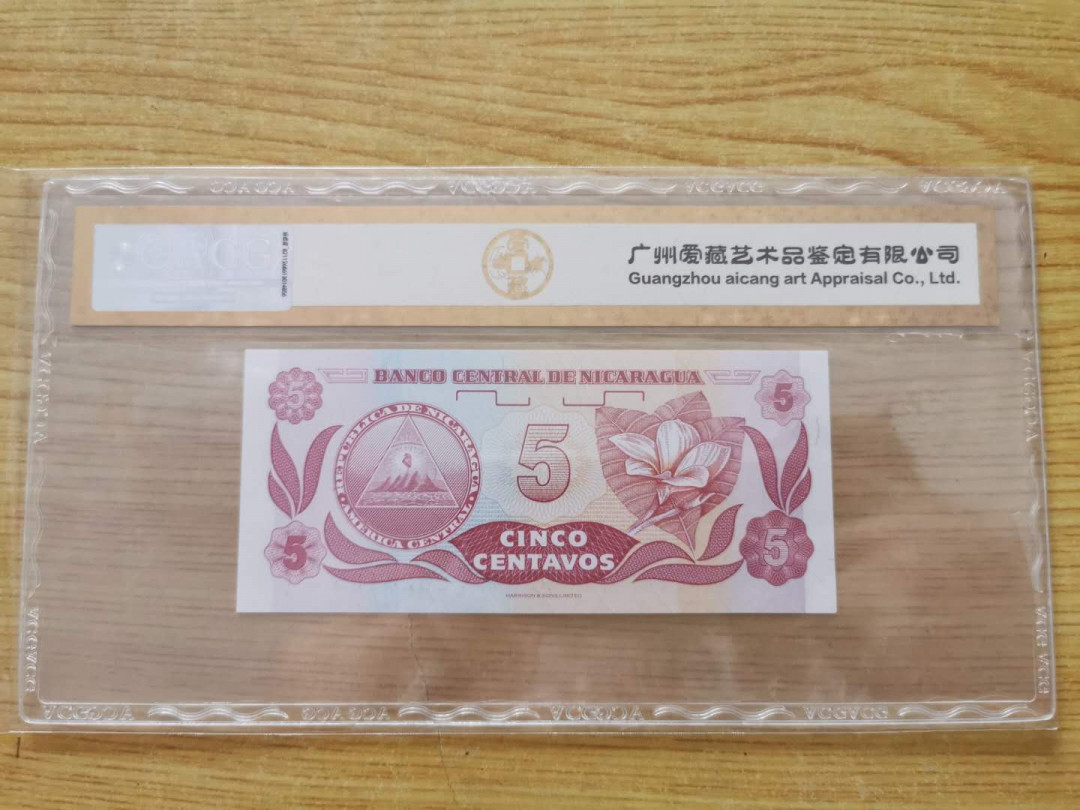 广州爱藏艺术品鉴定有限公司
Guangzhou aicang art Appraisal Co., Ltd.
BANCO CENTRAL DE NICARAGUA
5
5
REPUBLICA DE NICARAGUA
AMERICA CENTRAL
5
CINCO
CENTAVOS
5
5